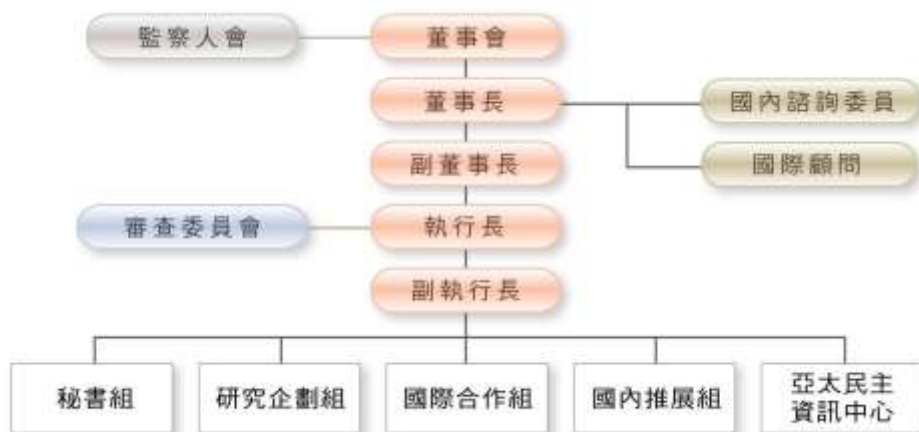 監察人會
董事會
董事長
國內諮詢委員
副董事長
國際顧問
審查委員會
執行長
副執行長
秘書組
研究企劃組
國際合作組
國內推展組
亞太民主
資訊中心